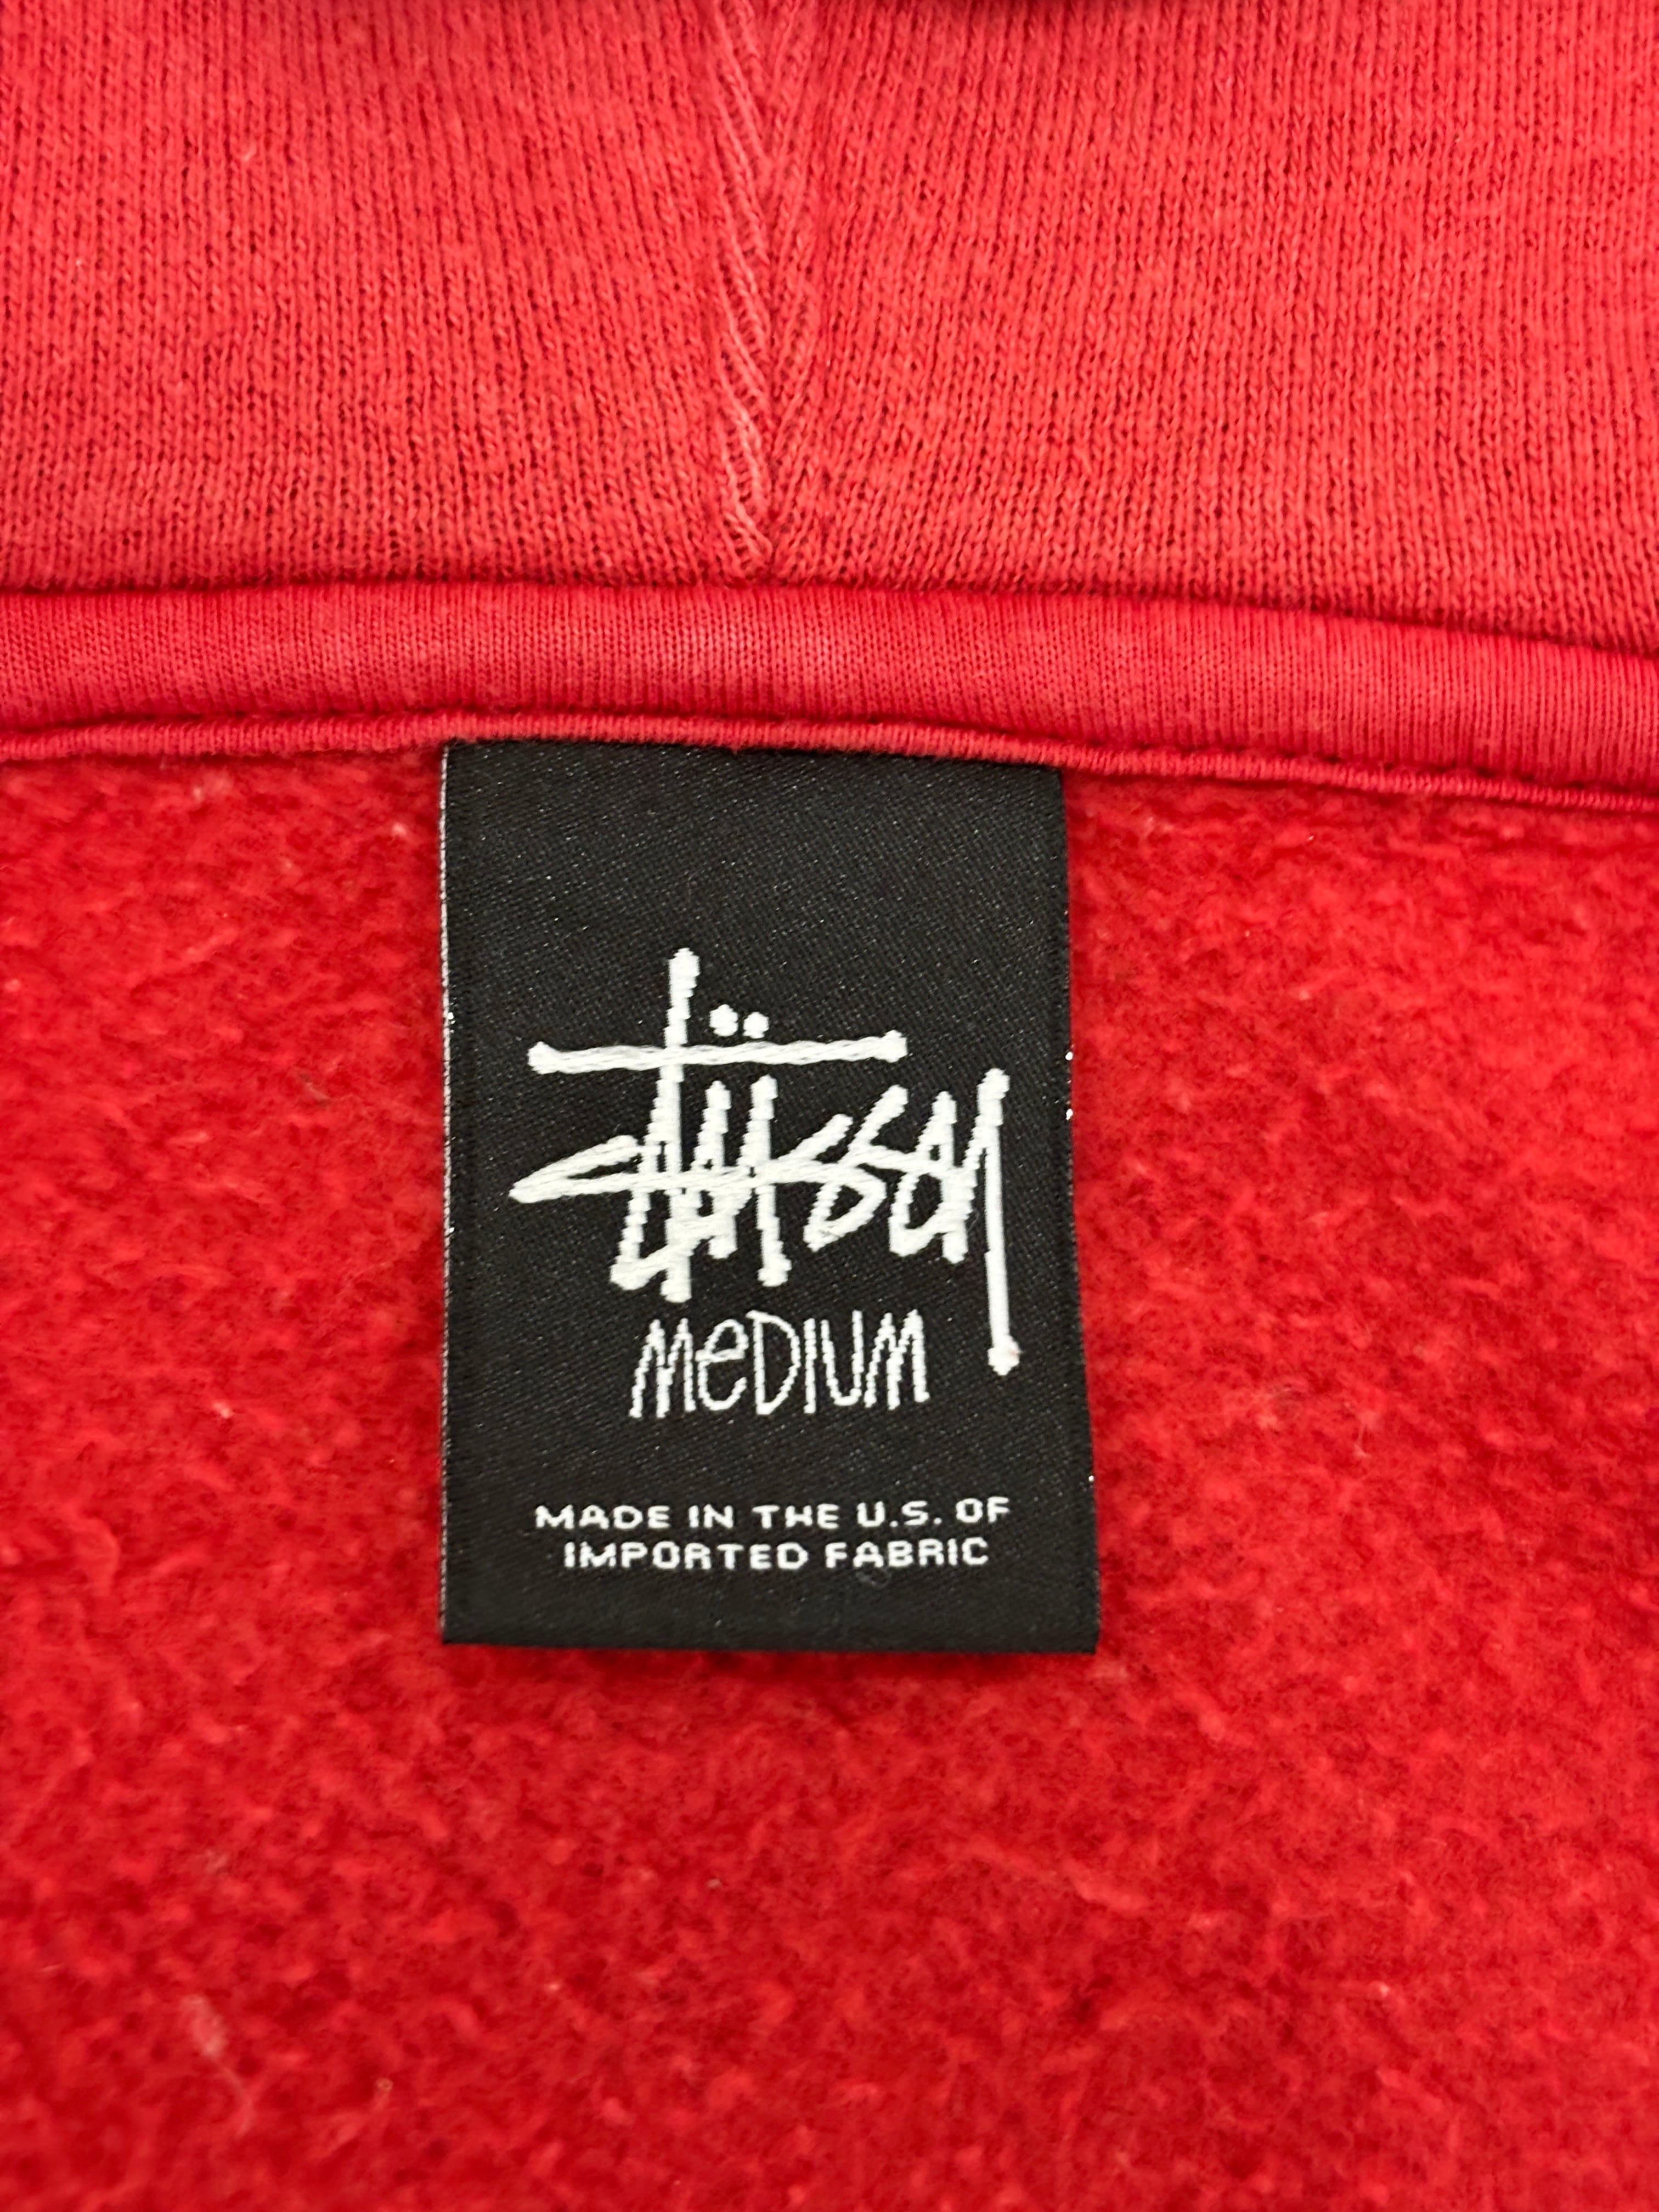 Stüssy
MeDIUM
MADE IN THE U.S. OF
IMPORTED FABRIC